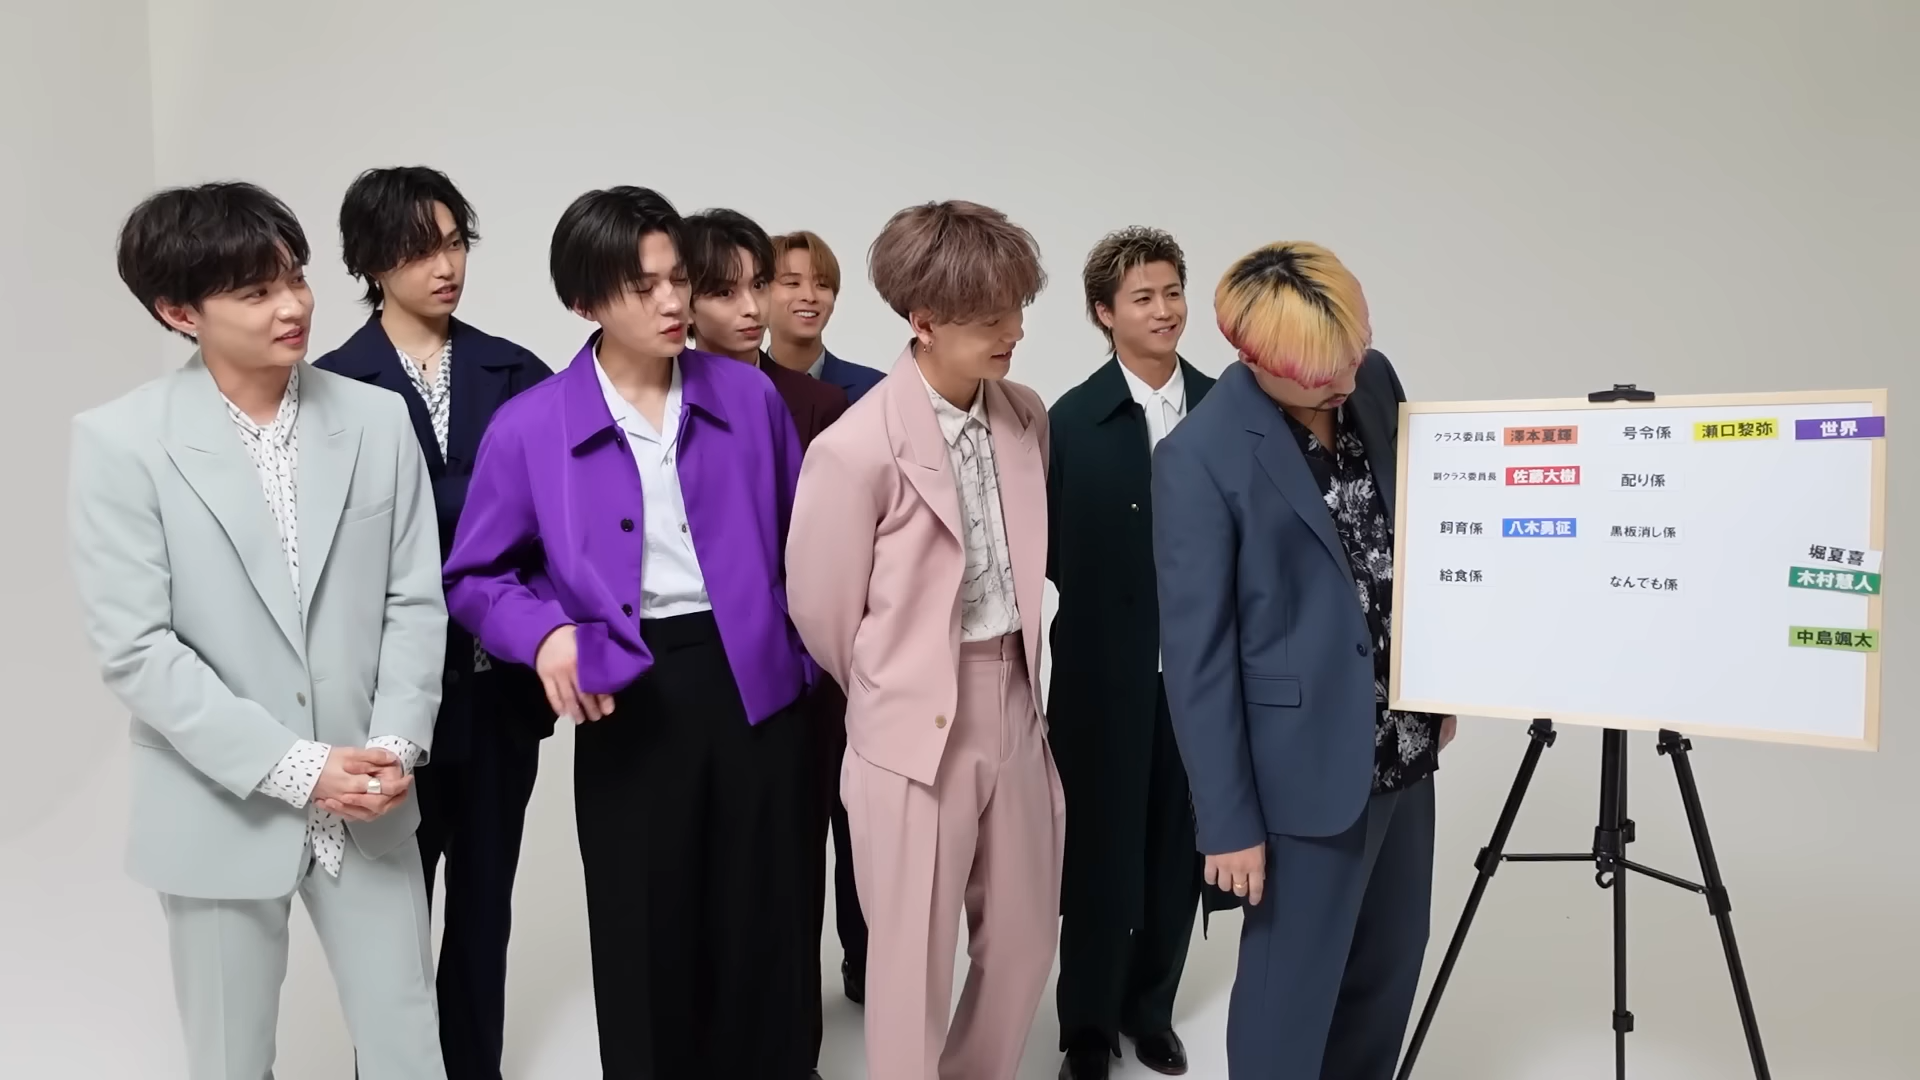 クラス委員長 澤本夏輝
副クラス委員長 佐藤大樹
飼育係 八木勇征
給食係
号令係 瀬口黎弥 世界
配り係
黒板消し係
なんでも係
堀夏喜
木村慧人
中島颯太